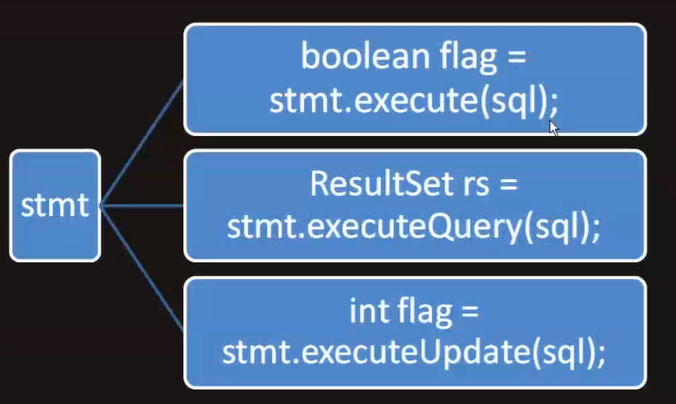 stmt
boolean flag =
stmt.execute(sql);
ResultSet rs =
stmt.executeQuery(sql);
int flag =
stmt.executeUpdate(sql);